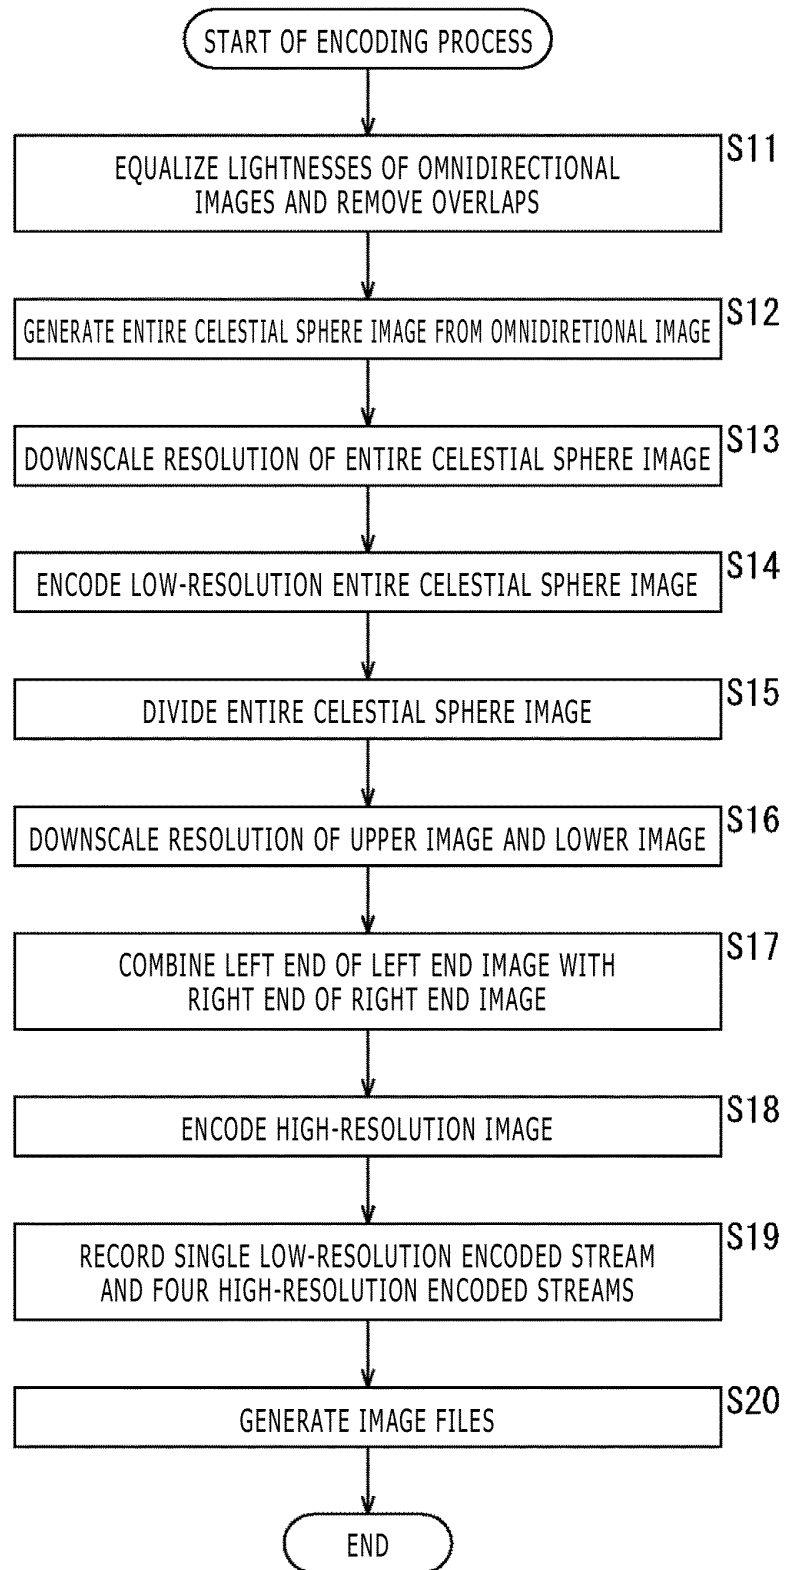 START OF ENCODING PROCESS
S11
EQUALIZE LIGHTNESSES OF OMNIDIRECTIONAL
IMAGES AND REMOVE OVERLAPS
S12
GENERATE ENTIRE CELESTIAL SPHERE IMAGE FROM OMNIDIRETIONAL IMAGE
S13
DOWNSCALE RESOLUTION OF ENTIRE CELESTIAL SPHERE IMAGE
S14
ENCODE LOW-RESOLUTION ENTIRE CELESTIAL SPHERE IMAGE
S15
DIVIDE ENTIRE CELESTIAL SPHERE IMAGE
S16
DOWNSCALE RESOLUTION OF UPPER IMAGE AND LOWER IMAGE
S17
COMBINE LEFT END OF LEFT END IMAGE WITH
RIGHT END OF RIGHT END IMAGE
S18
ENCODE HIGH-RESOLUTION IMAGE
S19
RECORD SINGLE LOW-RESOLUTION ENCODED STREAM
AND FOUR HIGH-RESOLUTION ENCODED STREAMS
S20
GENERATE IMAGE FILES
END